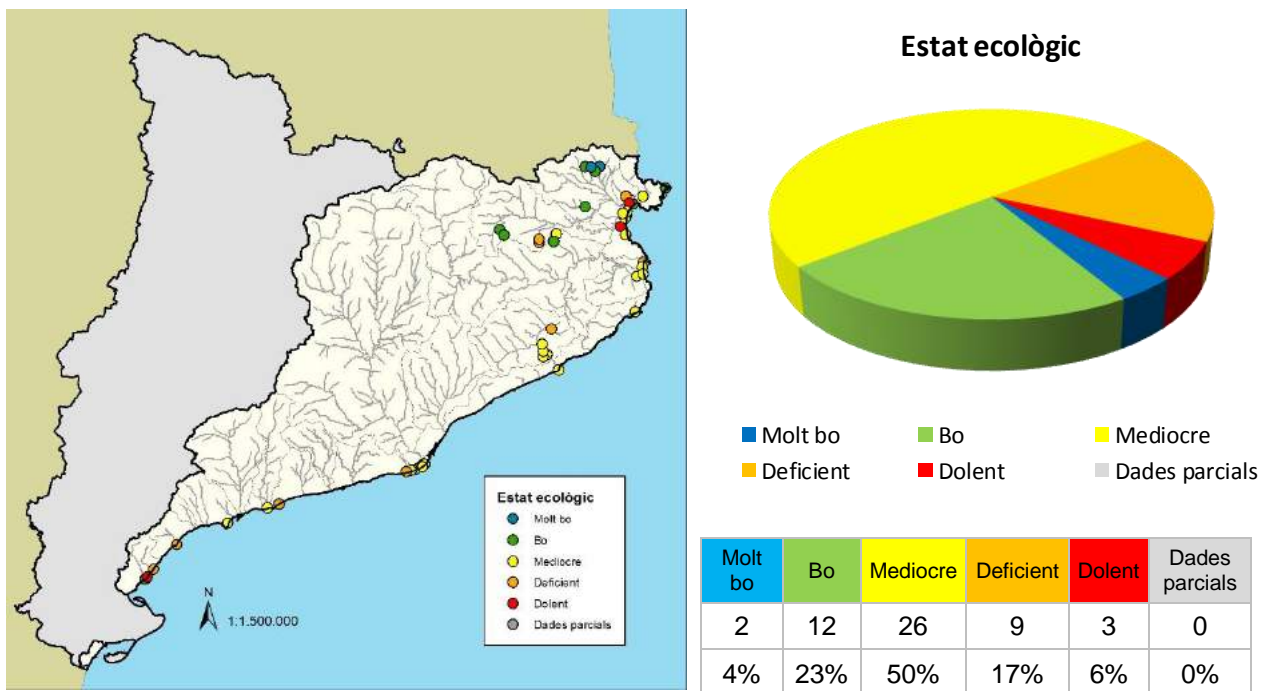 Estat ecològic
Molt bo
Bo
Mediocre
Deficient
Dolent
Dades parcials
N
1:1.500.000
Estat ecològic
Molt bo Bo Mediocre
Deficient Dolent Dades parcials
Molt bo Bo Mediocre Deficient Dolent Dades parcials
2 12 26 9 3 0
4% 23% 50% 17% 6% 0%